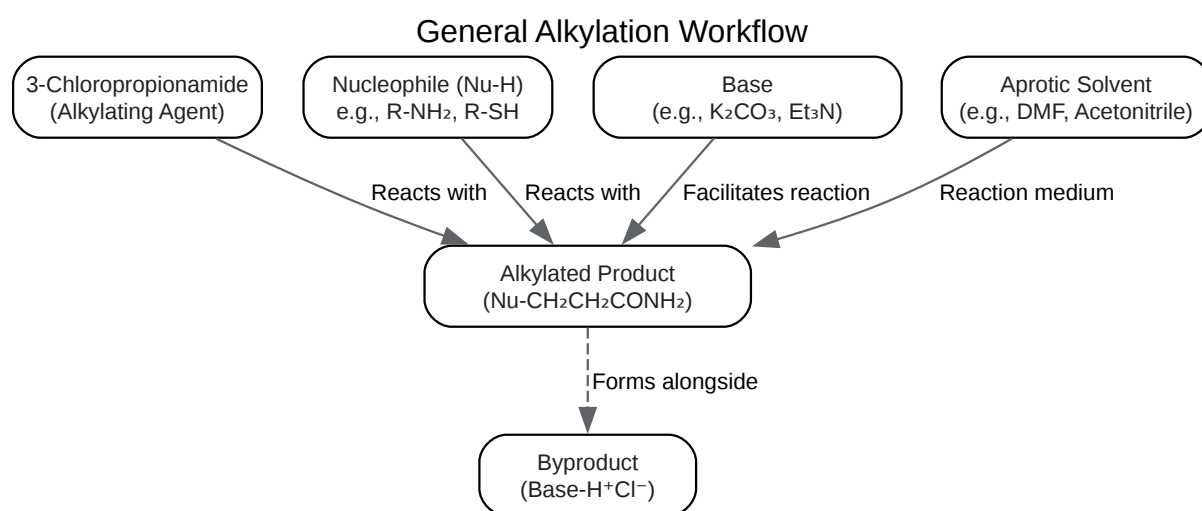 General Alkylation Workflow
3-Chloropropionamide
(Alkylating Agent)
Nucleophile (Nu-H)
e.g., R-NH₂, R-SH
Base
(e.g., K₂CO₃, Et₃N)
Aprotic Solvent
(e.g., DMF, Acetonitrile)
Reacts with
Reacts with
Facilitates reaction
Reaction medium
Alkylated Product
(Nu-CH₂CH₂CONH₂)
Forms alongside
Byproduct
(Base-H⁺Cl⁻)